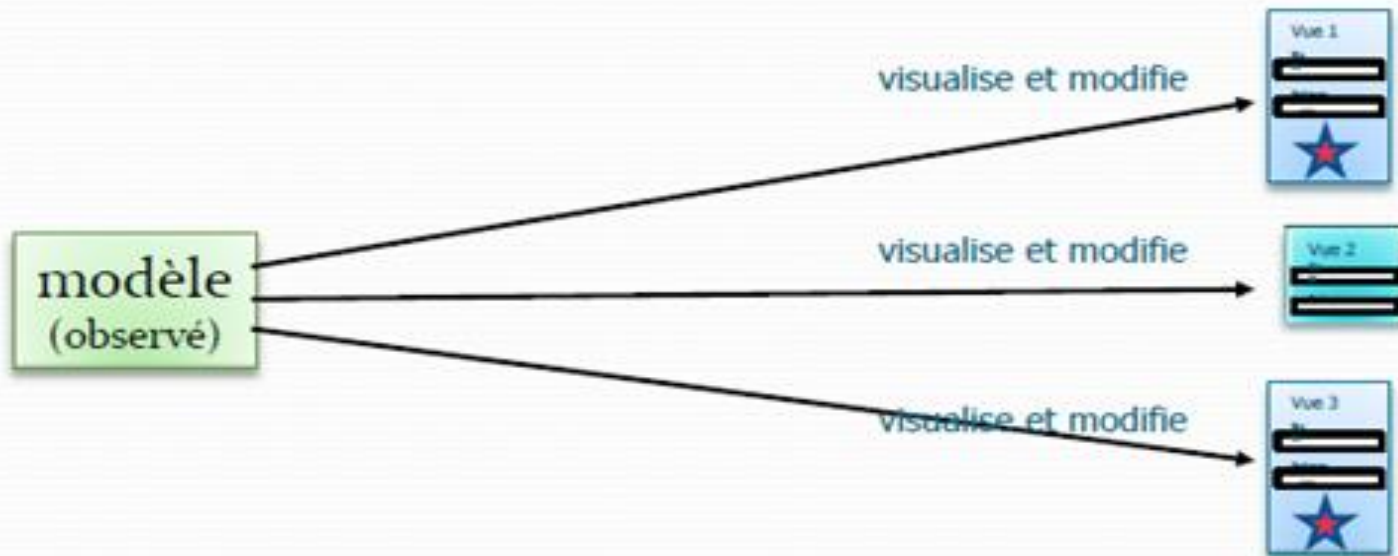 Vue 1
visualise et modifie
visualise et modifie
Vue 2
modèle
(observé)
visualise et modifie
Vue 3